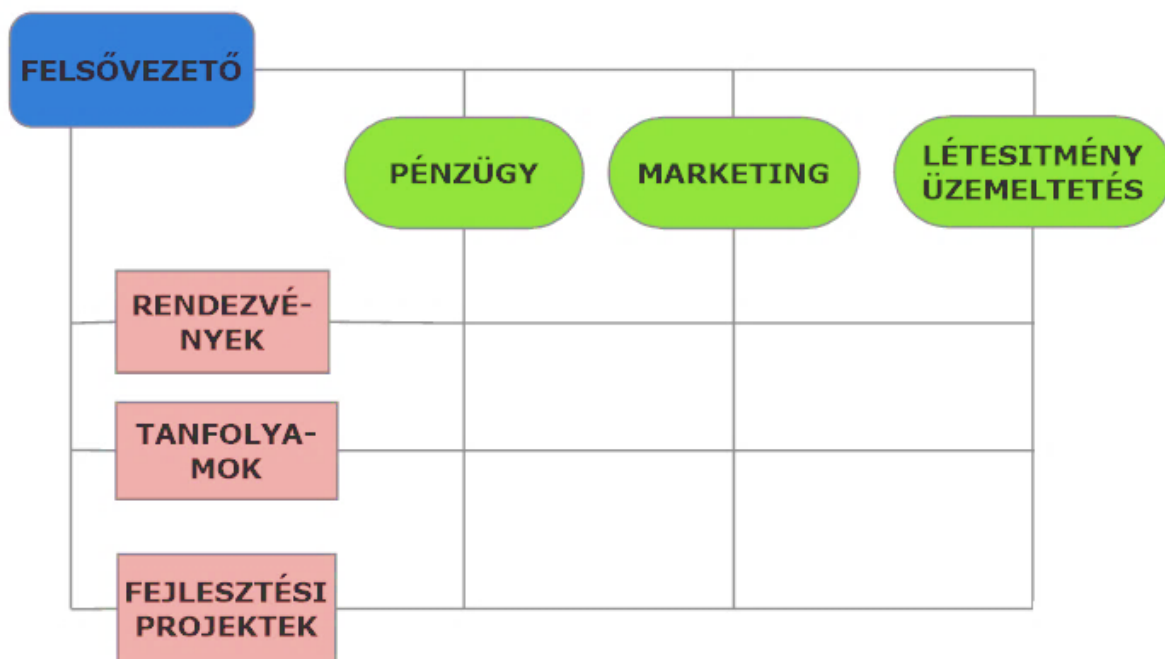 FELSŐVEZETŐ
PÉNZÜGY
MARKETING
LÉTESITMÉNY
ÜZEMELTETÉS
RENDEZVÉ-
NYEK
TANFOLYA-
MOK
FEJLESZTÉSI
PROJEKTEK